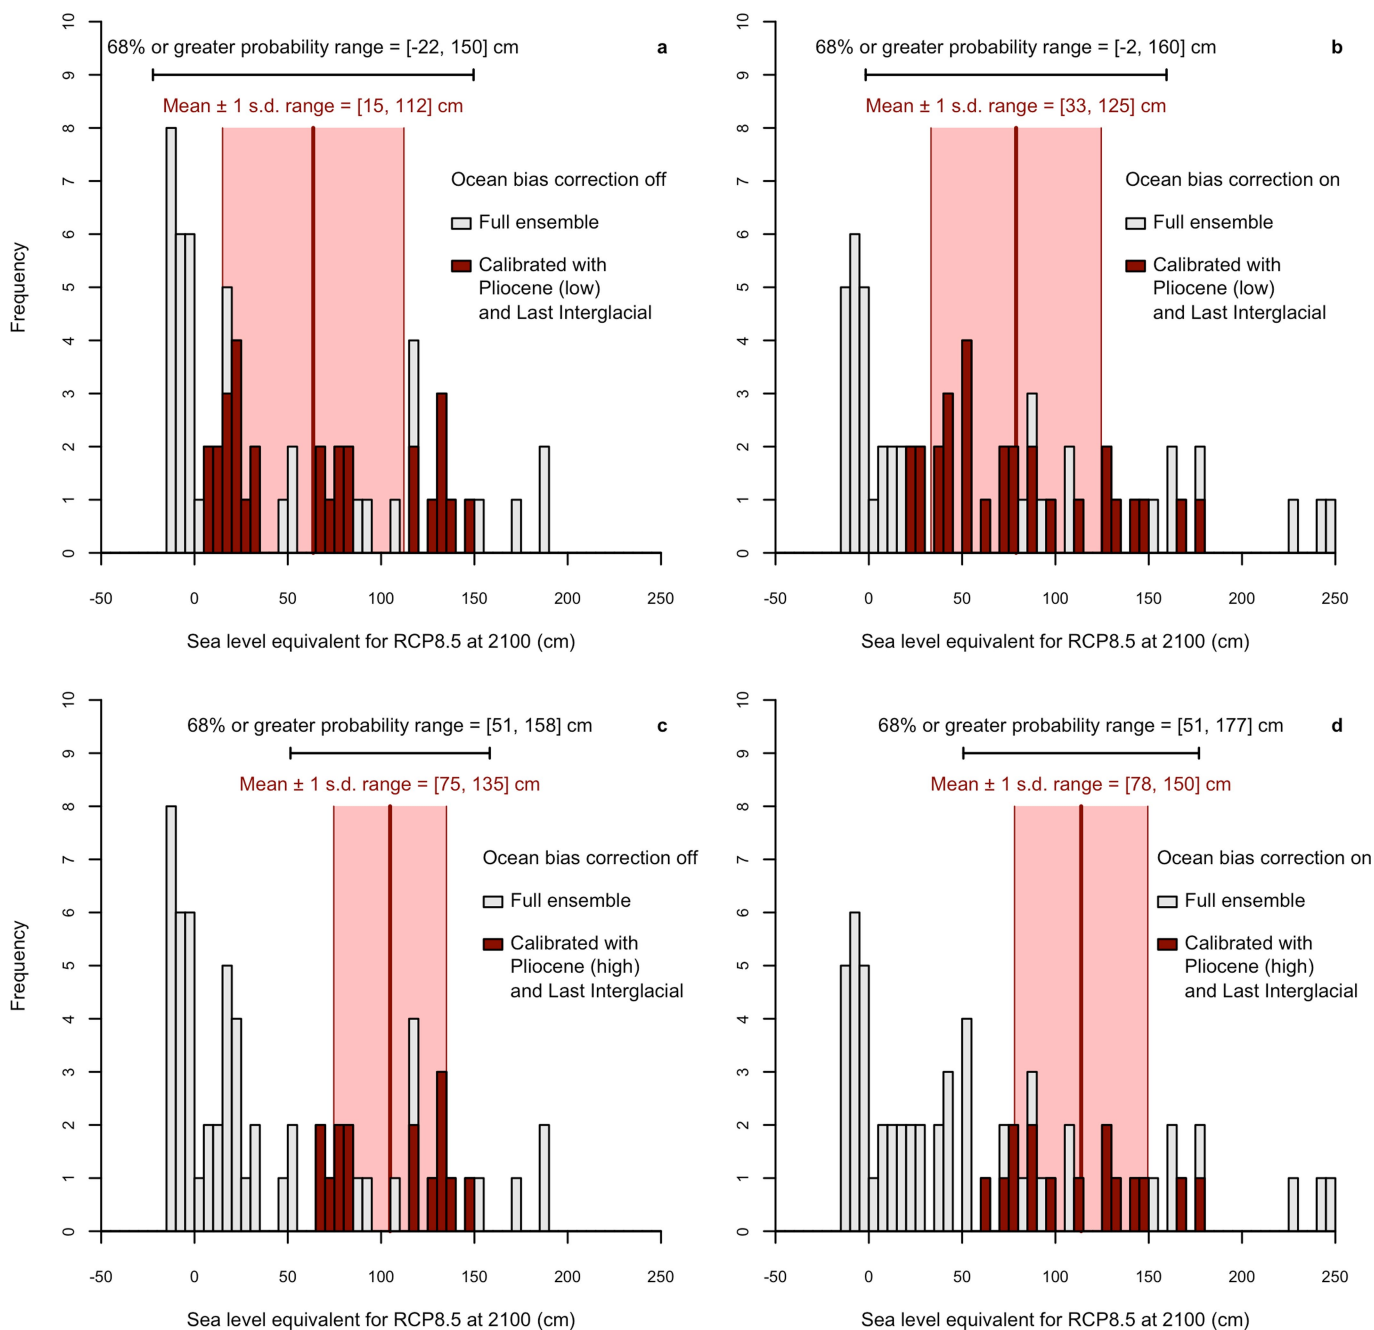 68% or greater probability range = [-22, 150] cm
a
Mean ± 1 s.d. range = [15, 112] cm
Ocean bias correction off
Full ensemble
Calibrated with
Pliocene (low)
and Last Interglacial
Frequency
0
1
2
3
4
5
6
7
8
9
10
-50
0
50
100
150
200
250
Sea level equivalent for RCP8.5 at 2100 (cm)
68% or greater probability range = [-2, 160] cm
b
Mean ± 1 s.d. range = [33, 125] cm
Ocean bias correction on
Full ensemble
Calibrated with
Pliocene (low)
and Last Interglacial
0
1
2
3
4
5
6
7
8
9
10
-50
0
50
100
150
200
250
Sea level equivalent for RCP8.5 at 2100 (cm)
68% or greater probability range = [51, 158] cm
c
Mean ± 1 s.d. range = [75, 135] cm
Ocean bias correction off
Full ensemble
Calibrated with
Pliocene (high)
and Last Interglacial
Frequency
0
1
2
3
4
5
6
7
8
9
10
-50
0
50
100
150
200
250
Sea level equivalent for RCP8.5 at 2100 (cm)
68% or greater probability range = [51, 177] cm
d
Mean ± 1 s.d. range = [78, 150] cm
Ocean bias correction on
Full ensemble
Calibrated with
Pliocene (high)
and Last Interglacial
0
1
2
3
4
5
6
7
8
9
10
-50
0
50
100
150
200
250
Sea level equivalent for RCP8.5 at 2100 (cm)